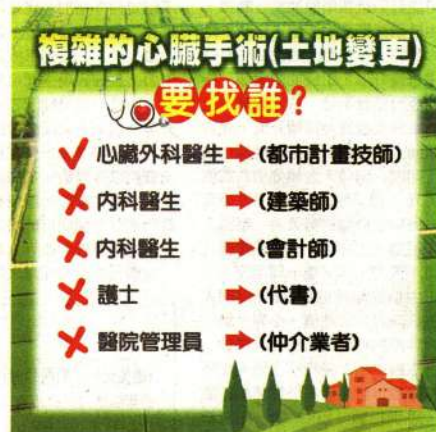 複雜的心臟手術(土地變更)
要找誰?
✓ 心臟外科醫生➡(都市計畫技師)
✗ 內科醫生 ➡(建築師)
✗ 內科醫生 ➡(會計師)
✗ 護士 ➡(代書)
✗ 醫院管理員 ➡(仲介業者)